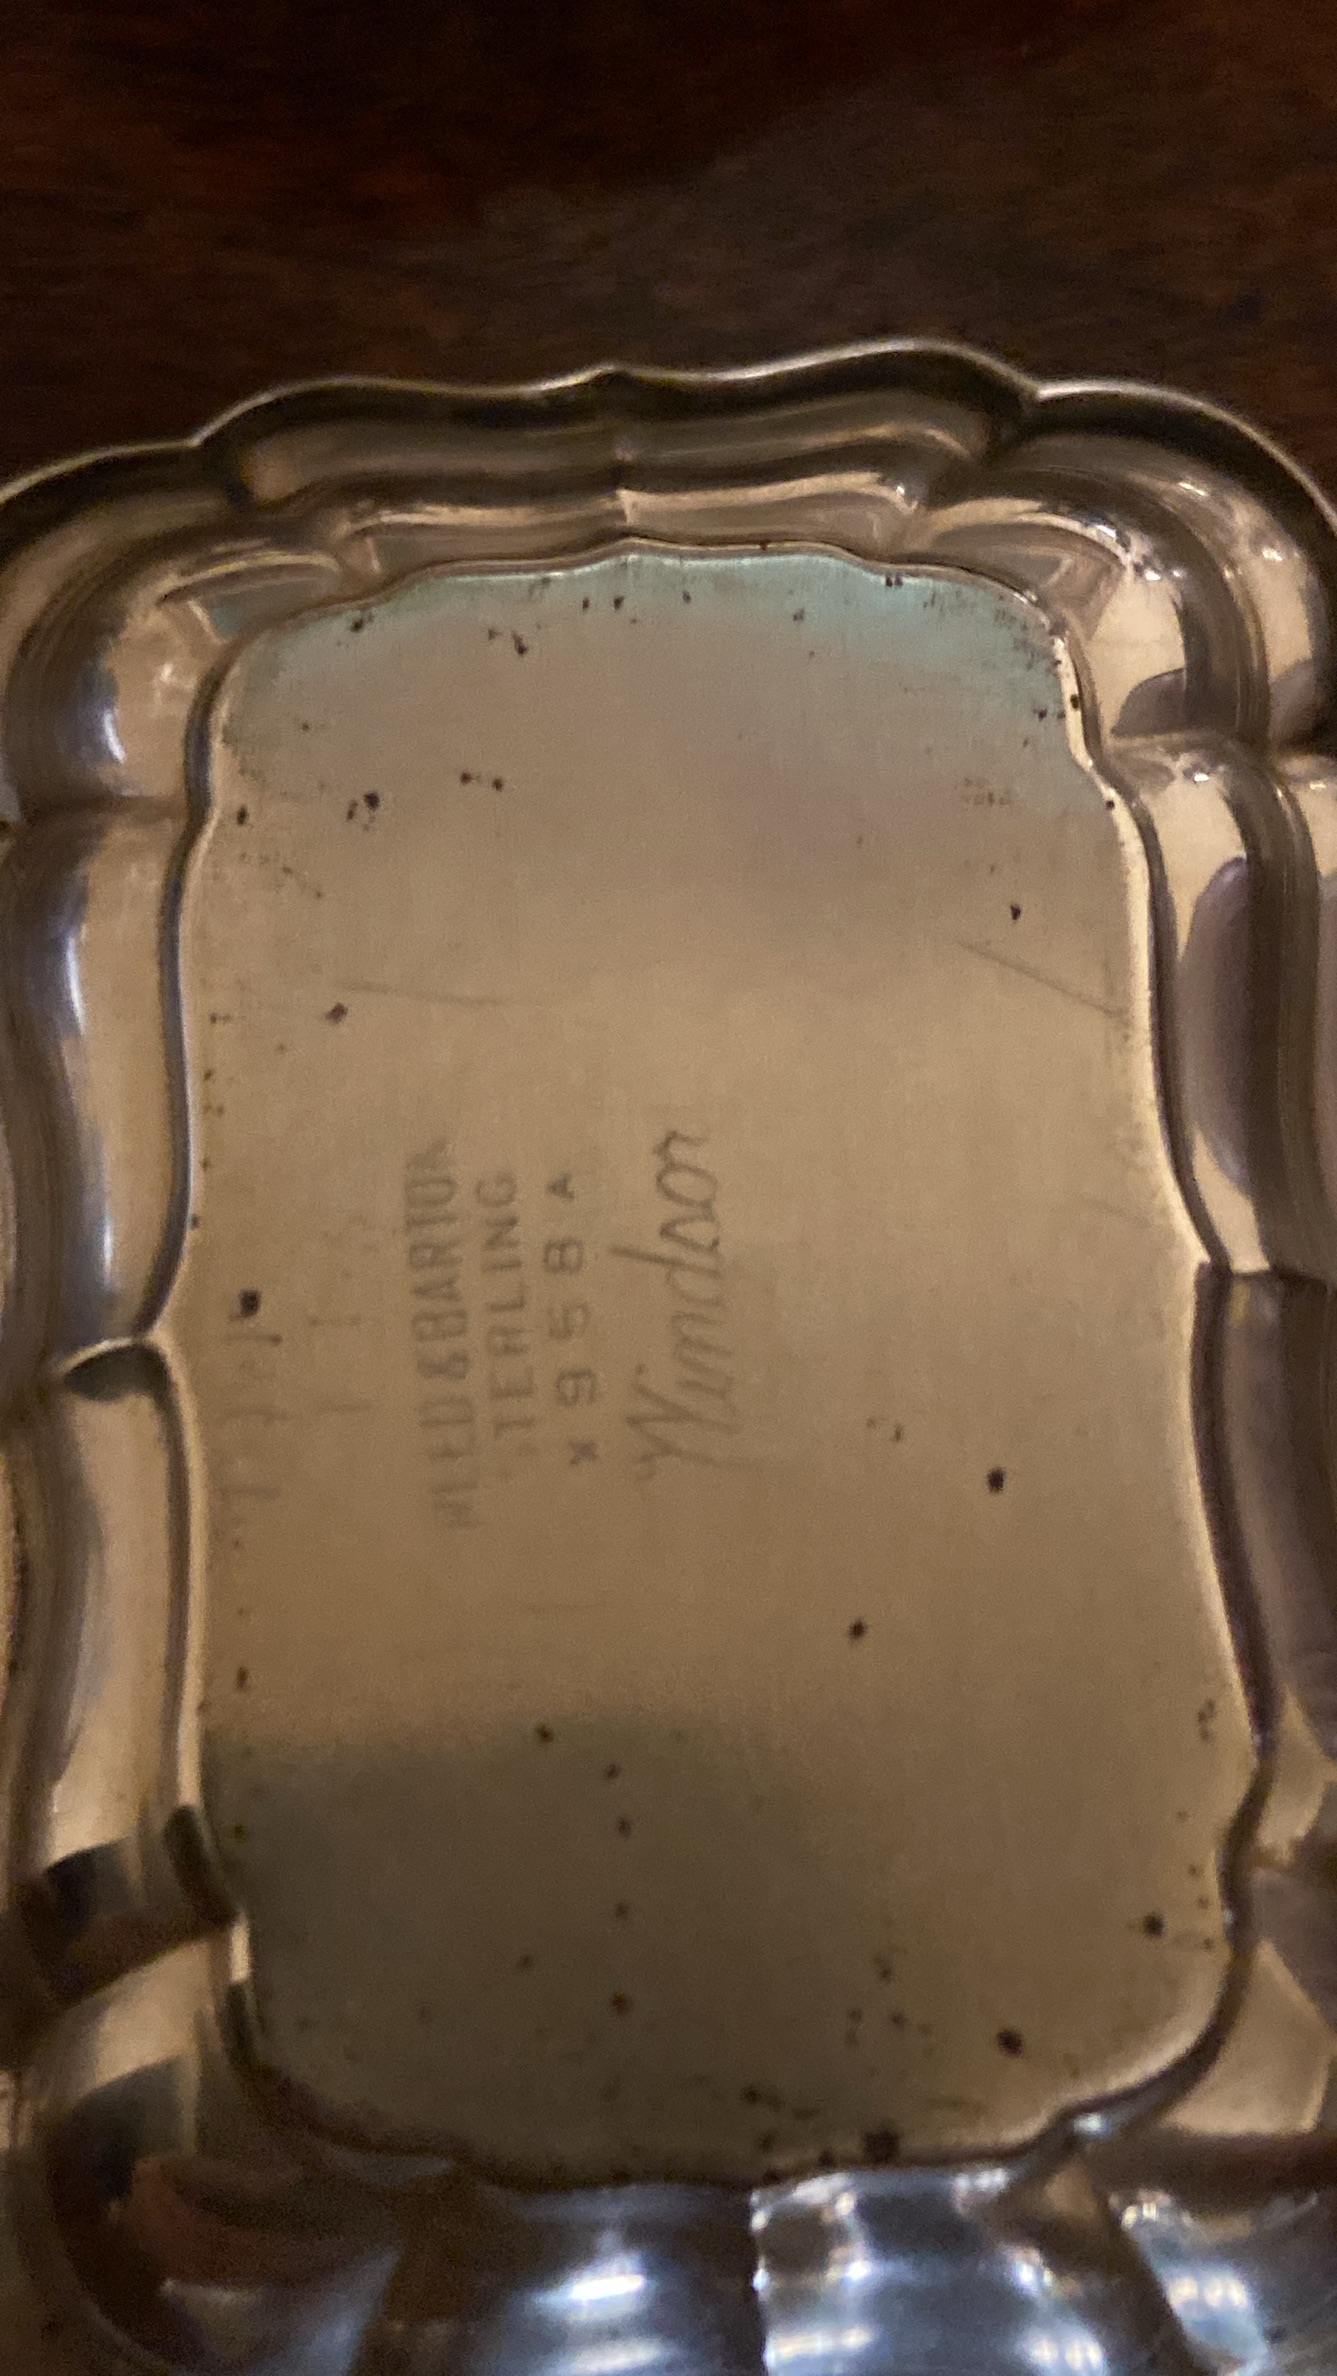 REED & BARTON
STERLING
X958A
"Windsor"